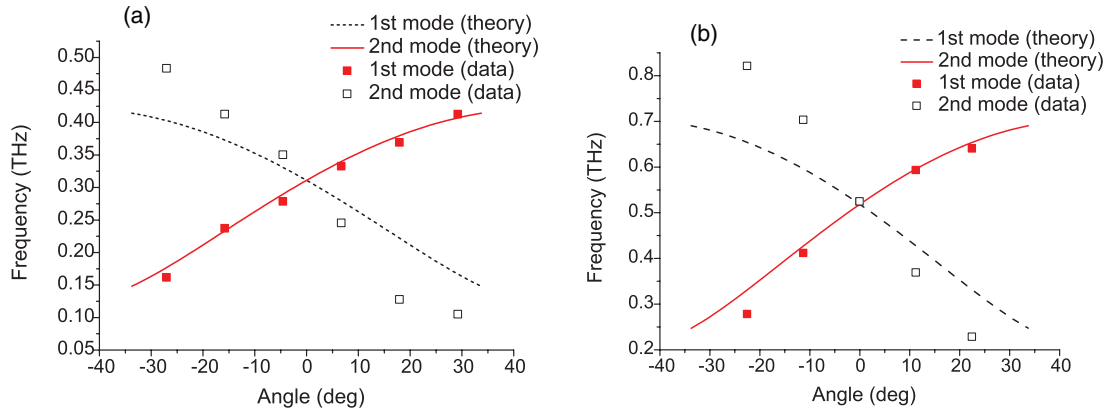 (a)
1st mode (theory)
2nd mode (theory)
1st mode (data)
2nd mode (data)
0.50
0.45
0.40
0.35
0.30
0.25
0.20
0.15
0.10
0.05
Frequency (THz)
-40 -30 -20 -10 0 10 20 30 40
Angle (deg)
(b)
1st mode (theory)
2nd mode (theory)
1st mode (data)
2nd mode (data)
0.8
0.7
0.6
0.5
0.4
0.3
0.2
Frequency (THz)
-40 -30 -20 -10 0 10 20 30 40
Angle (deg)